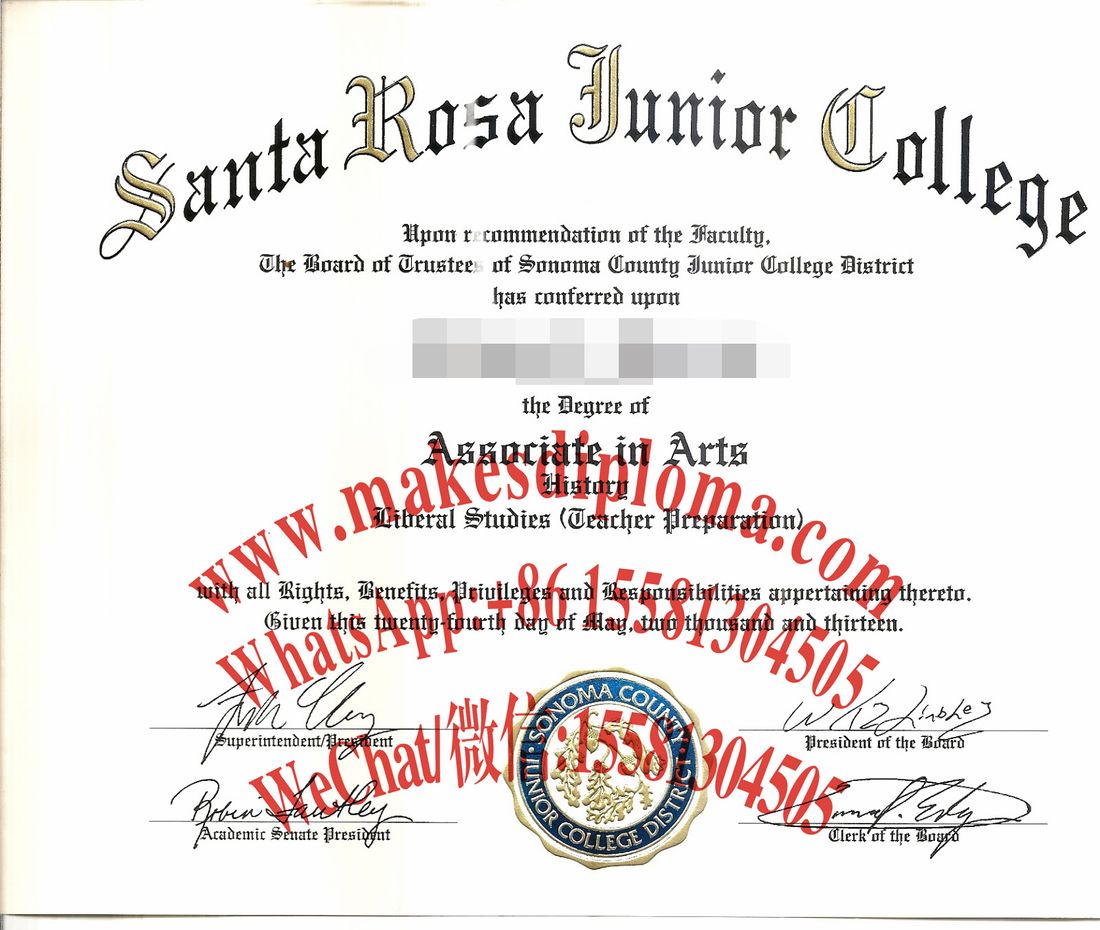 Santa Rosa Junior College
Upon recommendation of the Faculty,
The Board of Trustees of Sonoma County Junior College District
has conferred upon
the Degree of
Associate in Arts
History
Liberal Studies (Teacher Preparation)
www.makesdiploma.com
with all Rights, Benefits, Privileges and Responsibilities appertaining thereto.
Given this twenty-fourth day of May, two thousand and thirteen.
WhatsApp:+86 15581304505
WeChat/微信:15581304505
SONOMA COUNTY
JUNIOR COLLEGE DISTRICT
Superintendent/President
President of the Board
Robin
Academic Senate President
Clerk of the Board